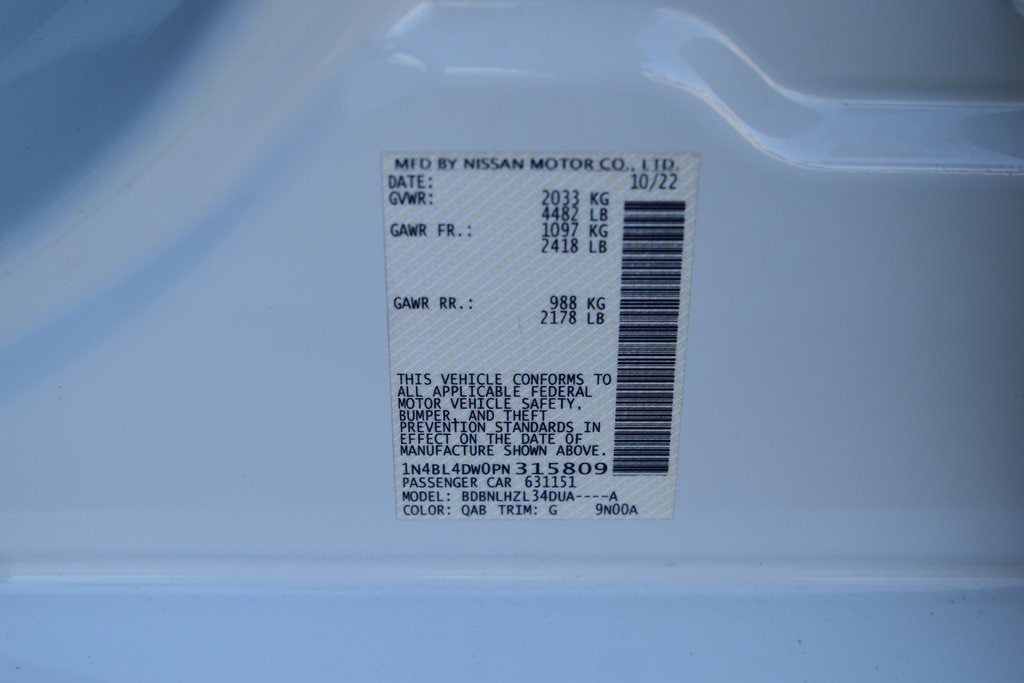 MFD BY NISSAN MOTOR CO., LTD.
DATE: 10/22
GVWR: 2033 KG
4482 LB
GAWR FR.: 1097 KG
2418 LB
GAWR RR.: 988 KG
2178 LB
THIS VEHICLE CONFORMS TO
ALL APPLICABLE FEDERAL
MOTOR VEHICLE SAFETY,
BUMPER, AND THEFT
PREVENTION STANDARDS IN
EFFECT ON THE DATE OF
MANUFACTURE SHOWN ABOVE.
1N4BL4DW0PN315809
PASSENGER CAR 631151
MODEL: BDBNLHZL34DUA----A
COLOR: QAB TRIM: G 9N00A